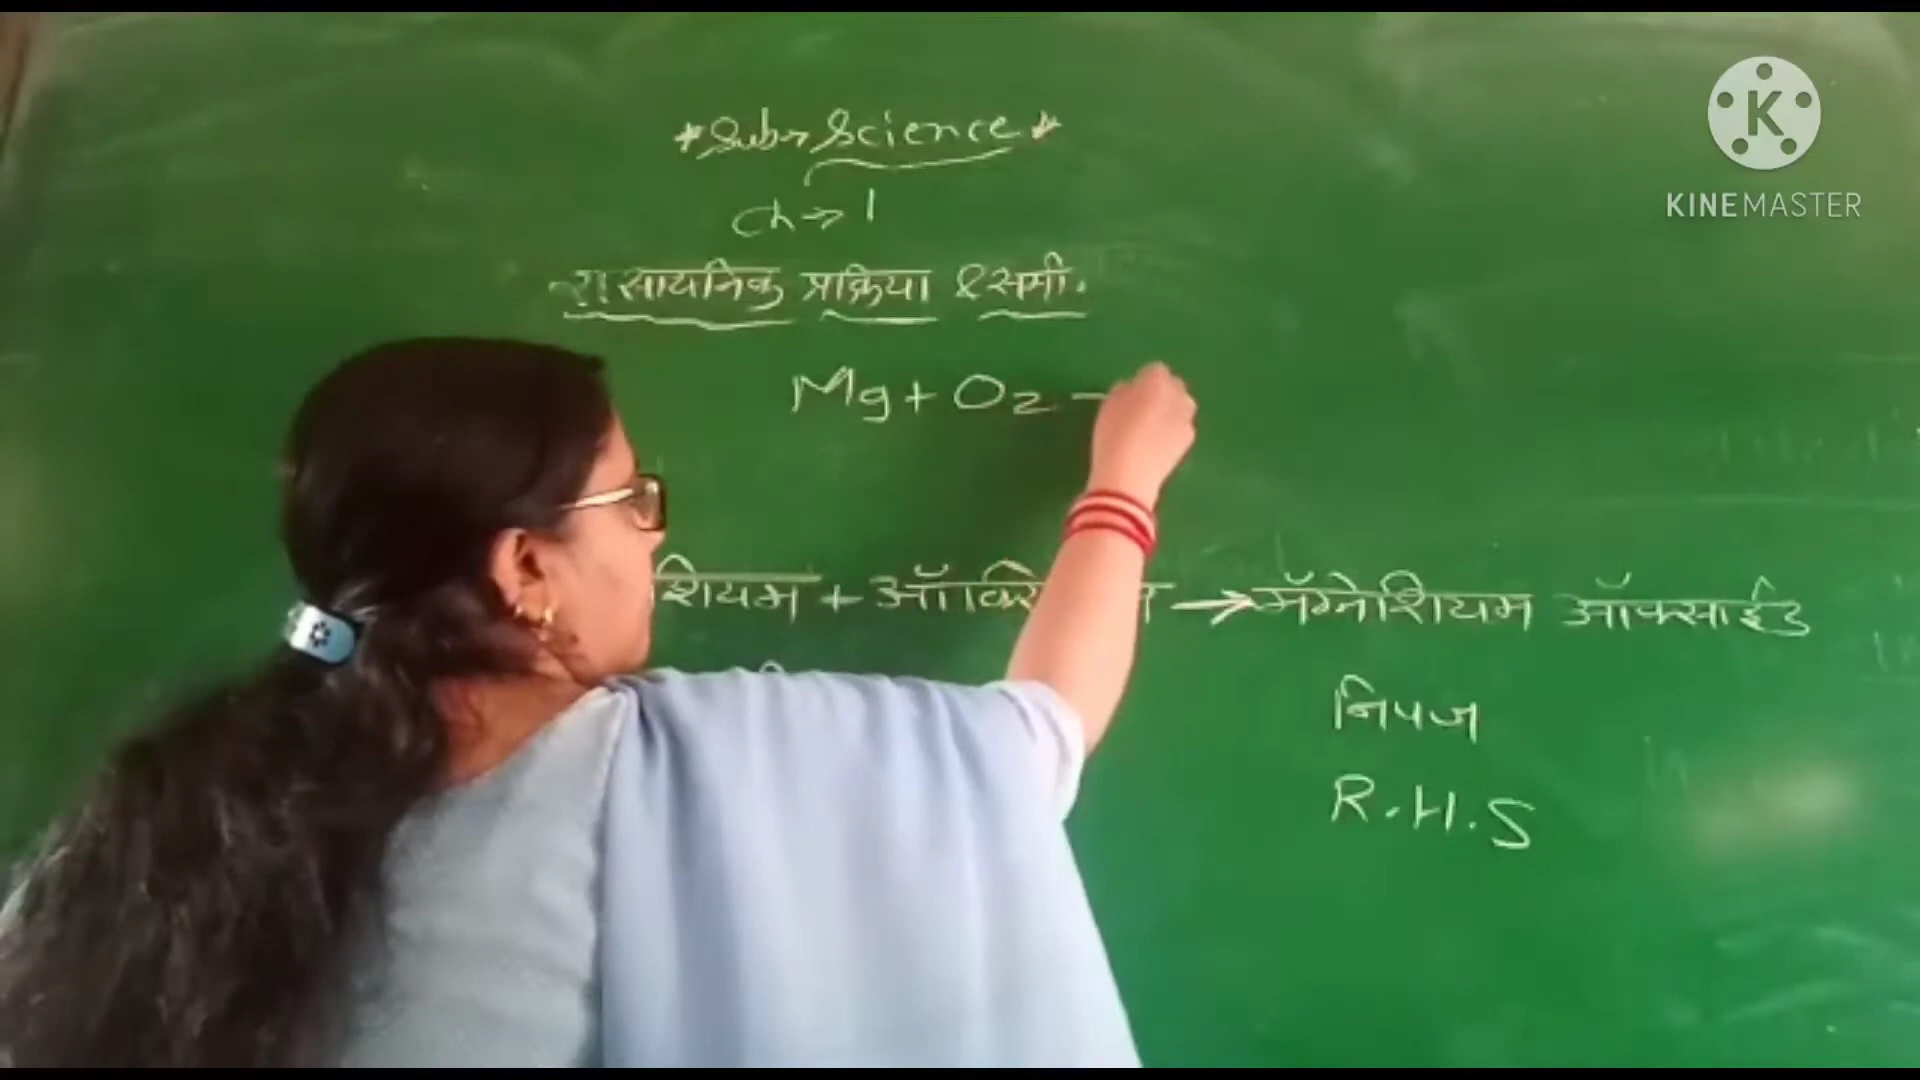 *Sub→Science*
KINEMASTER
Ch→1
रासायनिक प्रक्रिया & समी.
Mg + O2 -
शियम + ऑक्सि → मॅग्नेशियम ऑक्साईड
निपज
R.H.S